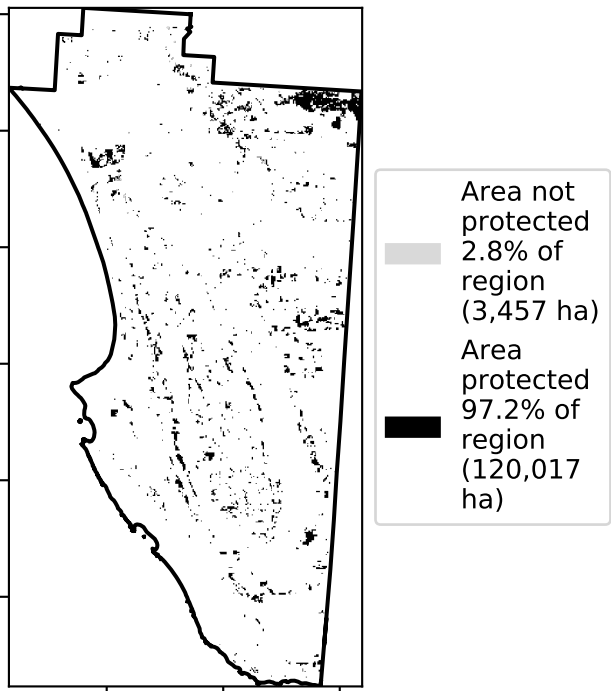 Area not
protected
2.8% of
region
(3,457 ha)
Area
protected
97.2% of
region
(120,017
ha)